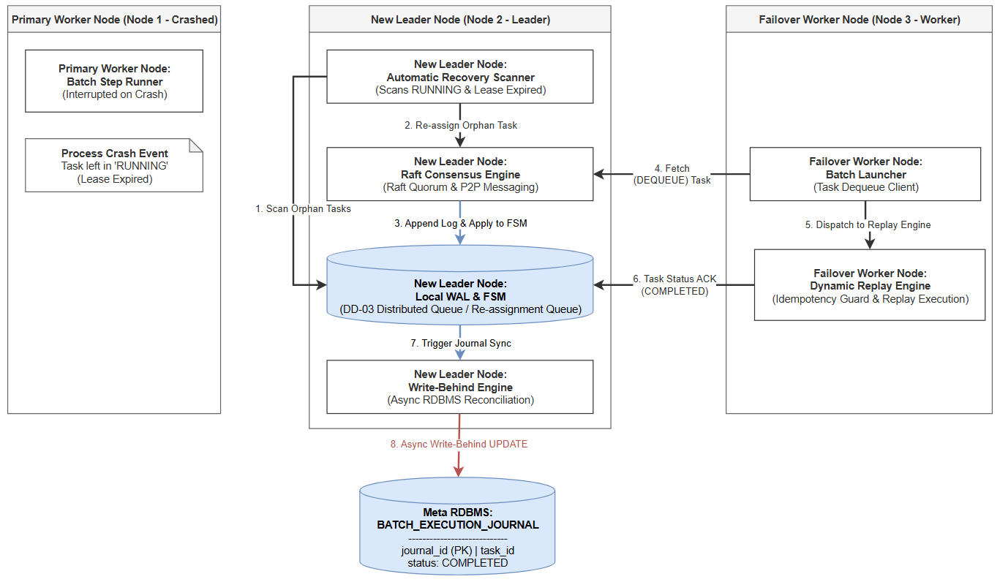 Primary Worker Node (Node 1 - Crashed)
Primary Worker Node:
Batch Step Runner
(Interrupted on Crash)
Process Crash Event
Task left in 'RUNNING'
(Lease Expired)
New Leader Node (Node 2 - Leader)
New Leader Node:
Automatic Recovery Scanner
(Scans RUNNING & Lease Expired)
2. Re-assign Orphan Task
New Leader Node:
Raft Consensus Engine
(Raft Quorum & P2P Messaging)
1. Scan Orphan Tasks
3. Append Log & Apply to FSM
New Leader Node:
Local WAL & FSM
(DD-03 Distributed Queue / Re-assignment Queue)
7. Trigger Journal Sync
New Leader Node:
Write-Behind Engine
(Async RDBMS Reconciliation)
8. Async Write-Behind UPDATE
Meta RDBMS:
BATCH_EXECUTION_JOURNAL
-----------------------------
journal_id (PK) | task_id
status: COMPLETED
Failover Worker Node (Node 3 - Worker)
Failover Worker Node:
Batch Launcher
(Task Dequeue Client)
4. Fetch
(DEQUEUE) Task
5. Dispatch to Replay Engine
Failover Worker Node:
Dynamic Replay Engine
(Idempotency Guard & Replay Execution)
6. Task Status ACK
(COMPLETED)